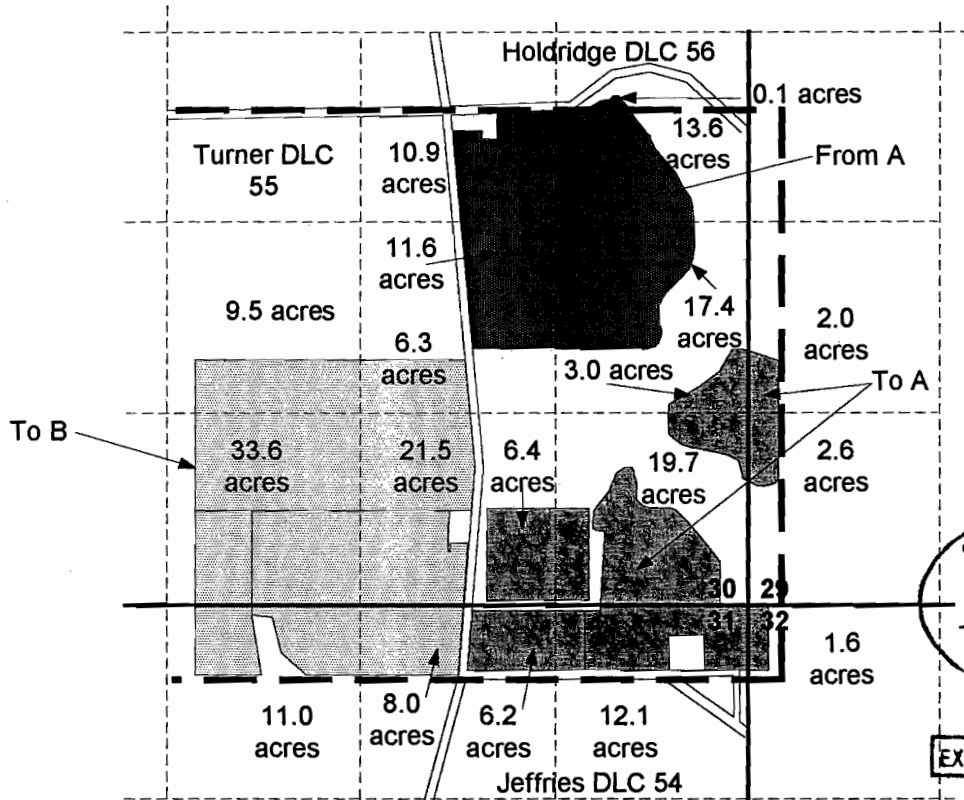 Holdridge DLC 56
0.1 acres
13.6
acres
From A
Turner DLC
55
10.9
acres
11.6
acres
9.5 acres
17.4
acres
2.0
acres
6.3
acres
3.0 acres
To A
To B
33.6
acres
21.5
acres
6.4
acres
19.7
acres
2.6
acres
30 29
31 32
1.6
acres
11.0
acres
8.0
acres
6.2
acres
12.1
acres
Jeffries DLC 54
EX